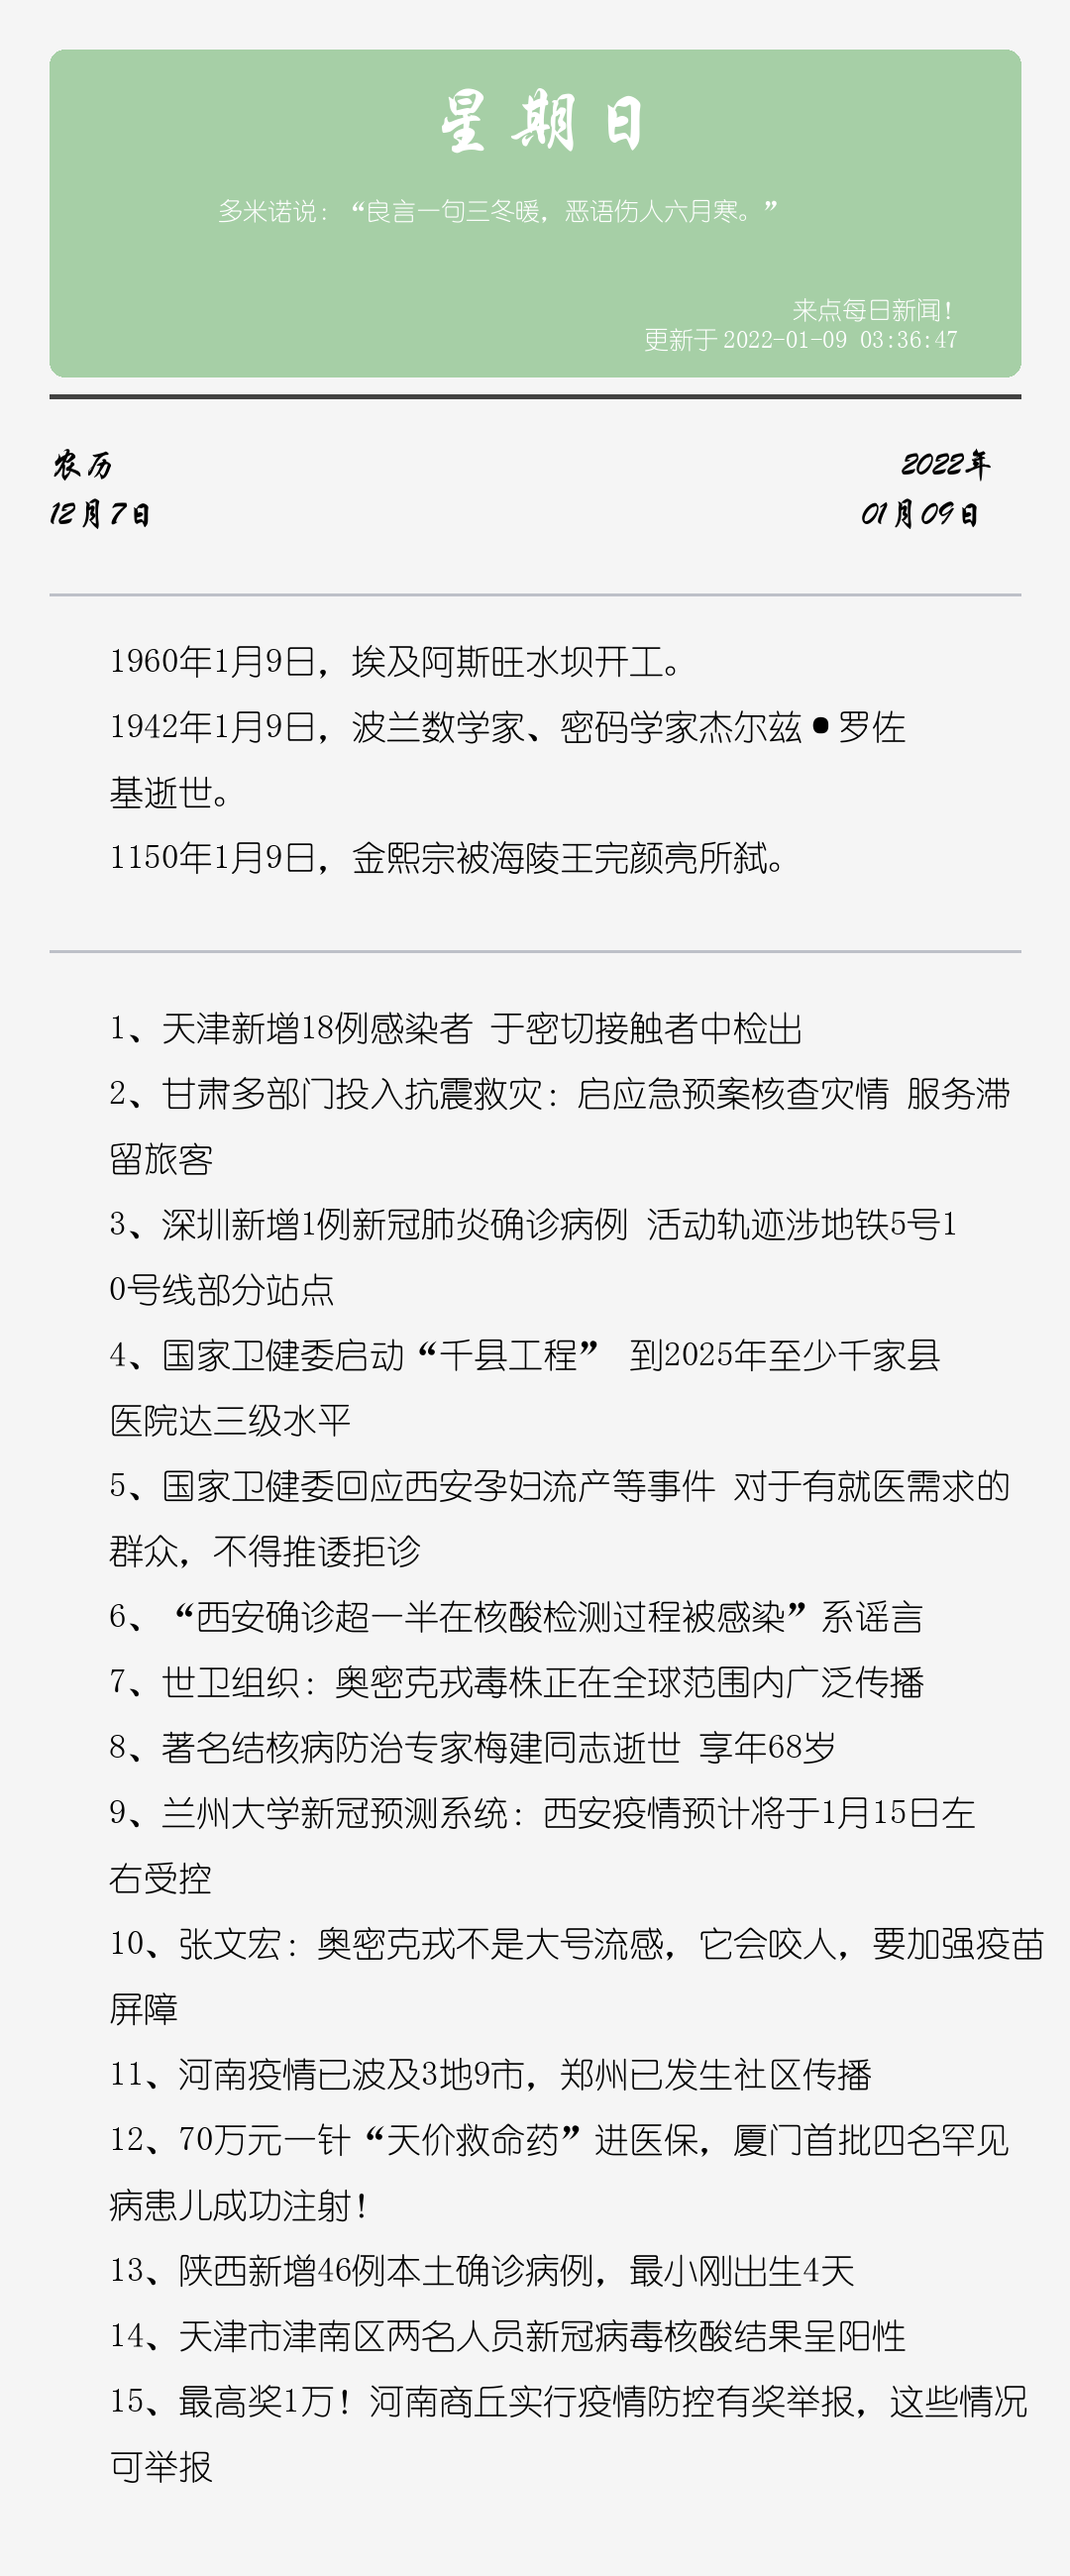 星期日
多米诺说：“良言一句三冬暖，恶语伤人六月寒。”
来点每日新闻！
更新于 2022-01-09 03:36:47
农历
12月7日
2022年
01月09日
1960年1月9日，埃及阿斯旺水坝开工。
1942年1月9日，波兰数学家、密码学家杰尔兹•罗佐
基逝世。
1150年1月9日，金熙宗被海陵王完颜亮所弑。
1、天津新增18例感染者 于密切接触者中检出
2、甘肃多部门投入抗震救灾：启应急预案核查灾情 服务滞
留旅客
3、深圳新增1例新冠肺炎确诊病例 活动轨迹涉地铁5号1
0号线部分站点
4、国家卫健委启动“千县工程” 到2025年至少千家县
医院达三级水平
5、国家卫健委回应西安孕妇流产等事件 对于有就医需求的
群众，不得推诿拒诊
6、“西安确诊超一半在核酸检测过程被感染”系谣言
7、世卫组织：奥密克戎毒株正在全球范围内广泛传播
8、著名结核病防治专家梅建同志逝世 享年68岁
9、兰州大学新冠预测系统：西安疫情预计将于1月15日左
右受控
10、张文宏：奥密克戎不是大号流感，它会咬人，要加强疫苗
屏障
11、河南疫情已波及3地9市，郑州已发生社区传播
12、70万元一针“天价救命药”进医保，厦门首批四名罕见
病患儿成功注射！
13、陕西新增46例本土确诊病例，最小刚出生4天
14、天津市津南区两名人员新冠病毒核酸结果呈阳性
15、最高奖1万！河南商丘实行疫情防控有奖举报，这些情况
可举报